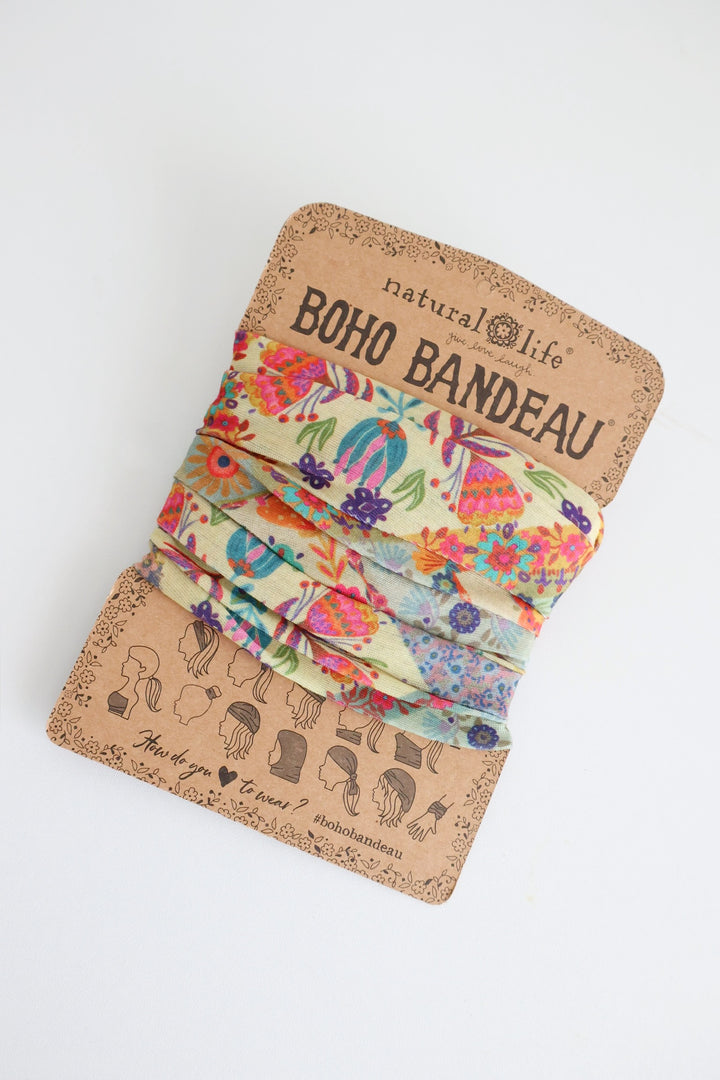 natural life®
give love laugh
BOHO BANDEAU®
How do you to wear?
#bohobandeau